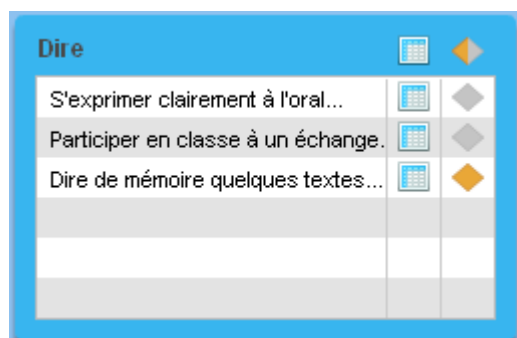 Dire
S'exprimer clairement à l'oral...
Participer en classe à un échange.
Dire de mémoire quelques textes...